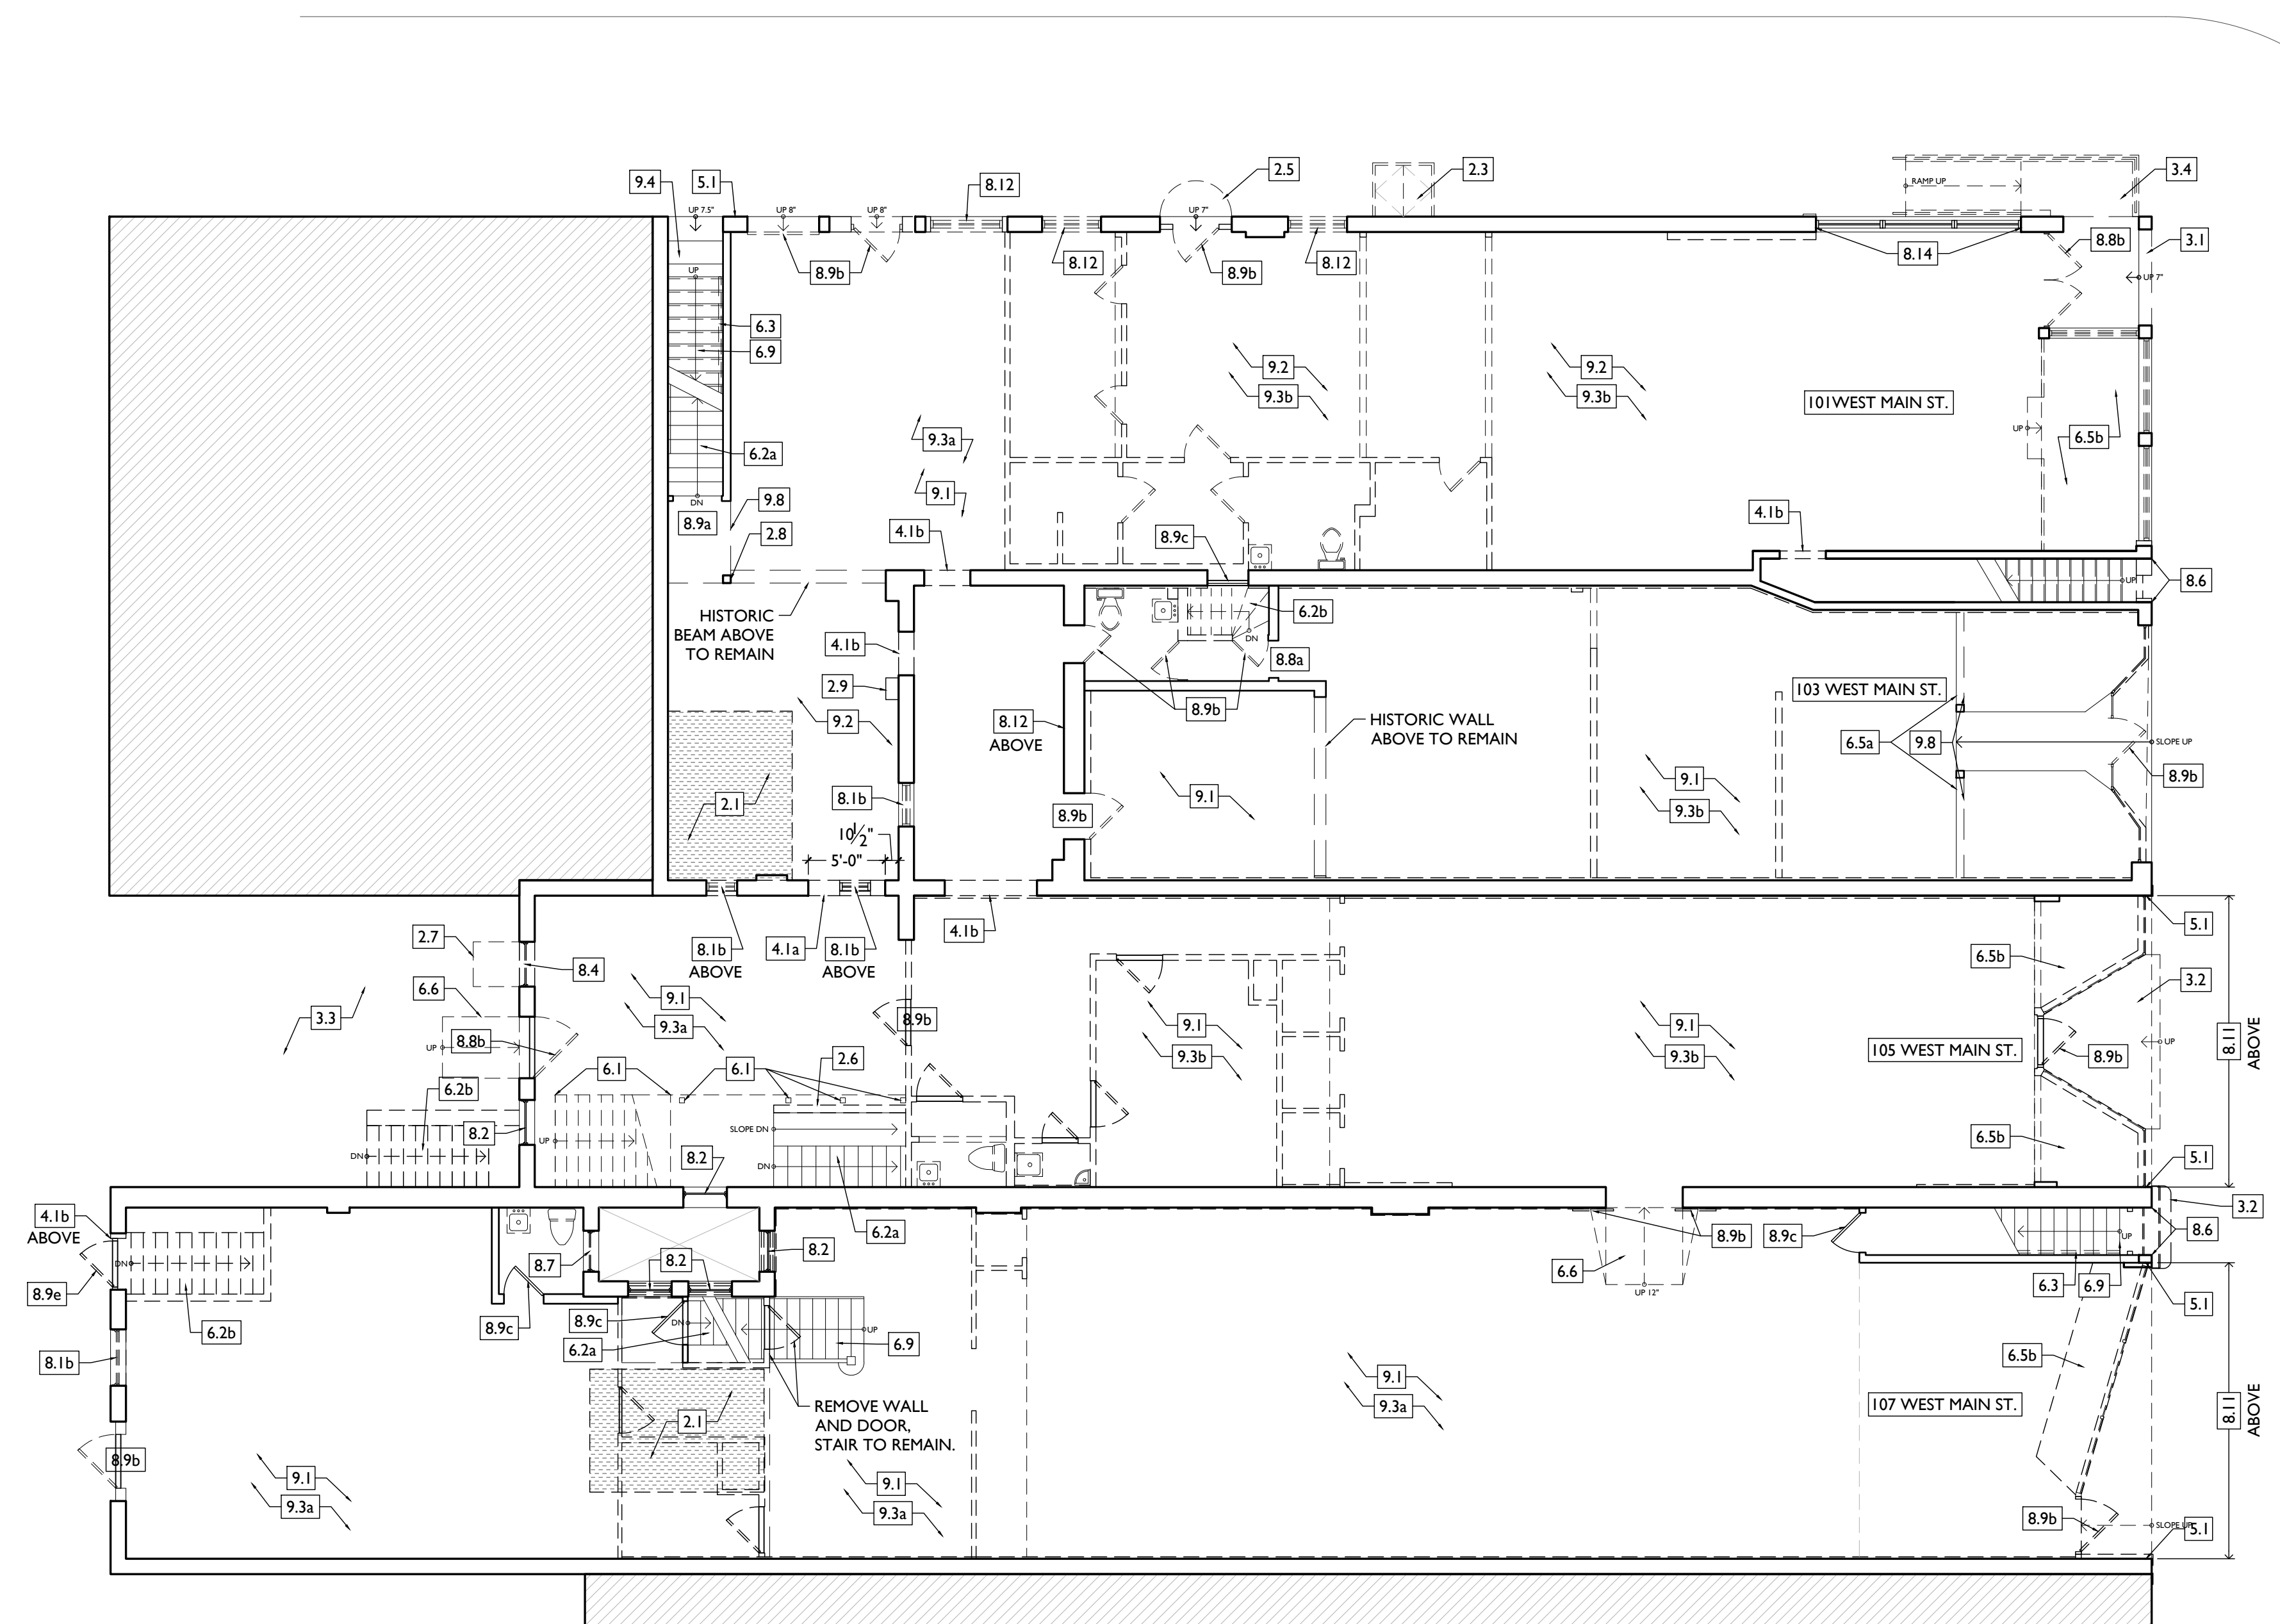 9.4
5.1
8.12
2.5
2.3
3.4
RAMP UP
UP 7.5"
UP 8"
UP 8"
UP 7"
8.9b
8.12
8.9b
8.12
8.14
8.8b
3.1
UP 7"
UP
6.3
6.9
9.2
9.3b
9.2
9.3b
101WEST MAIN ST.
UP
6.5b
9.3a
6.2a
9.1
DN
9.8
8.9a
2.8
4.1b
8.9c
4.1b
UP
8.6
HISTORIC
BEAM ABOVE
TO REMAIN
6.2b
DN
4.1b
8.8a
2.9
8.9b
103 WEST MAIN ST.
9.2
8.12
ABOVE
HISTORIC WALL
ABOVE TO REMAIN
6.5a
9.8
SLOPE UP
8.9b
2.1
8.1b
9.1
9.1
9.3b
8.9b
10 1/2"
5'-0"
2.7
8.1b
ABOVE
4.1a
8.1b
ABOVE
4.1b
5.1
8.4
6.5b
3.2
6.6
9.1
9.3a
3.3
8.9b
9.1
9.3b
9.1
9.3b
105 WEST MAIN ST.
UP
8.8b
UP
8.9b
8.11
ABOVE
6.1
6.1
2.6
6.2b
SLOPE DN
8.2
UP
DN
DN
8.2
6.5b
5.1
4.1b
ABOVE
3.2
6.2a
8.2
8.7
8.2
8.9b
8.9c
UP
8.6
DN
8.9e
6.6
UP 12"
6.3
6.9
5.1
6.2b
8.9c
8.9c
DN
6.2a
UP
6.9
8.1b
6.5b
9.1
9.3a
REMOVE WALL
AND DOOR,
STAIR TO REMAIN.
2.1
107 WEST MAIN ST.
8.11
ABOVE
8.9b
9.1
9.3a
9.1
9.3a
8.9b
SLOPE UP
5.1